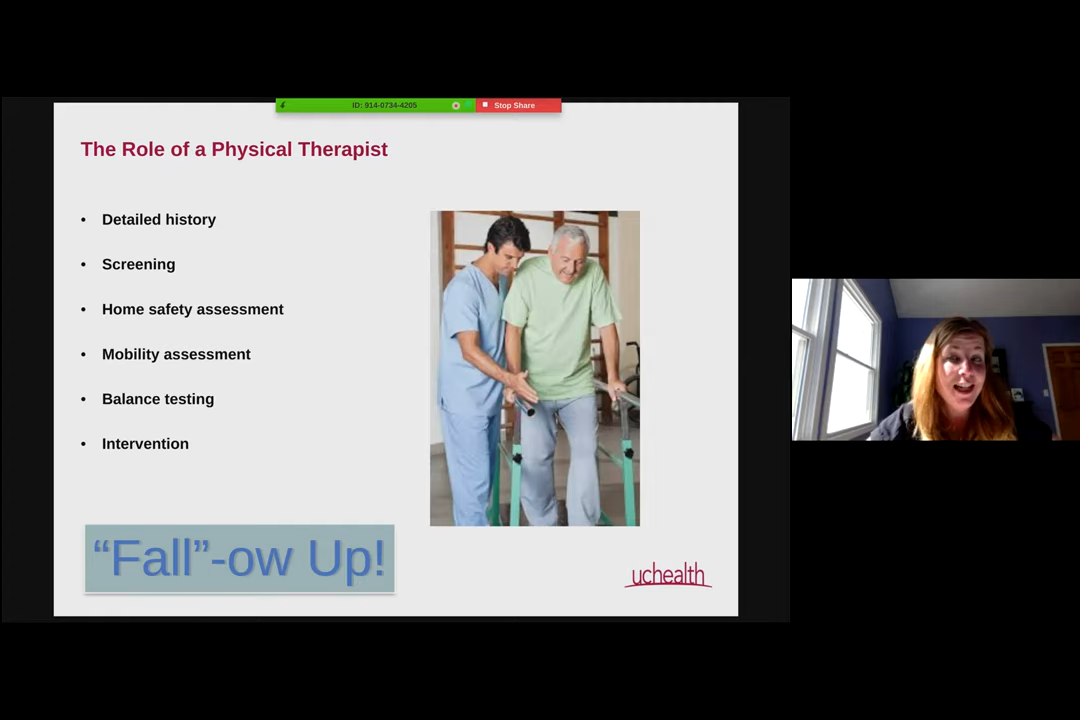 ID: 914-0734-4205
Stop Share
The Role of a Physical Therapist
• Detailed history
• Screening
• Home safety assessment
• Mobility assessment
• Balance testing
• Intervention
“Fall”-ow Up!
uchealth